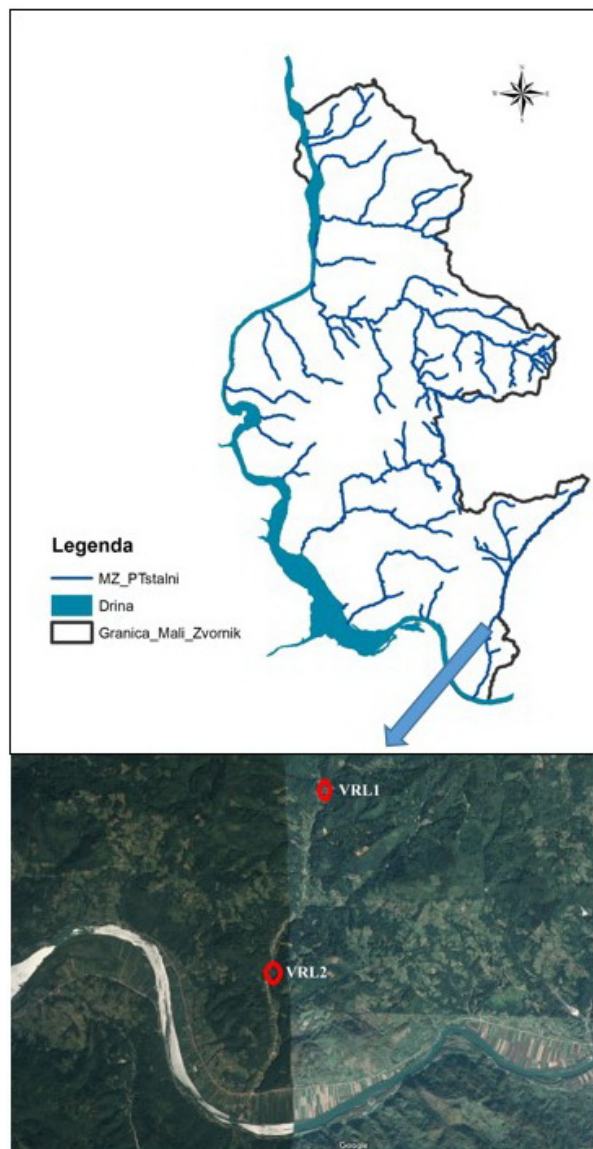 N
W
E
S
Legenda
MZ_PTstalni
Drina
Granica_Mali_Zvornik
VRL1
VRL2
Google